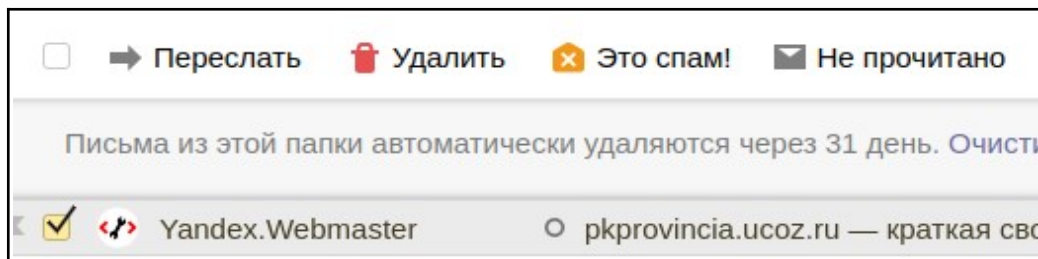 Переслать Удалить Это спам! Не прочитано
Письма из этой папки автоматически удаляются через 31 день.
Yandex.Webmaster pkprovincia.ucoz.ru — краткая